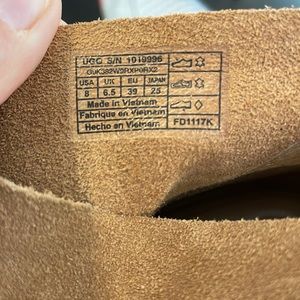 UGG S/N 1019996
USA UK EU JAPAN
8 6.5 39 25
Made in Vietnam
Fabriqué en Vietnam
Hecho en Vietnam
FD1117K